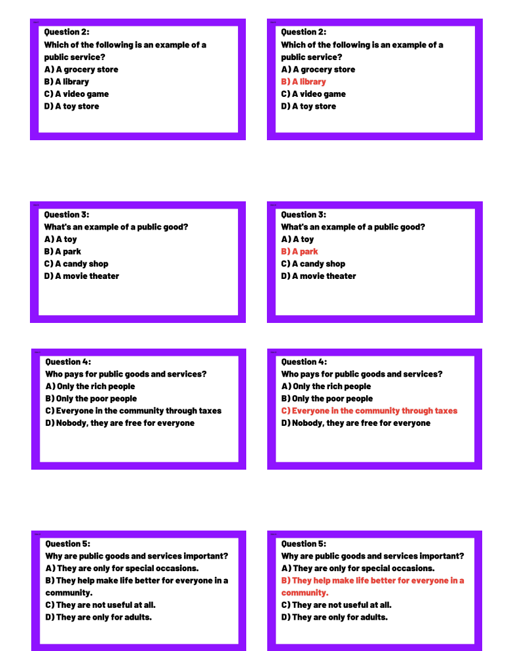 Question 2:
Which of the following is an example of a
public service?
A) A grocery store
B) A library
C) A video game
D) A toy store
Question 2:
Which of the following is an example of a
public service?
A) A grocery store
B) A library
C) A video game
D) A toy store
Question 3:
What's an example of a public good?
A) A toy
B) A park
C) A candy shop
D) A movie theater
Question 3:
What's an example of a public good?
A) A toy
B) A park
C) A candy shop
D) A movie theater
Question 4:
Who pays for public goods and services?
A) Only the rich people
B) Only the poor people
C) Everyone in the community through taxes
D) Nobody, they are free for everyone
Question 4:
Who pays for public goods and services?
A) Only the rich people
B) Only the poor people
C) Everyone in the community through taxes
D) Nobody, they are free for everyone
Question 5:
Why are public goods and services important?
A) They are only for special occasions.
B) They help make life better for everyone in a
community.
C) They are not useful at all.
D) They are only for adults.
Question 5:
Why are public goods and services important?
A) They are only for special occasions.
B) They help make life better for everyone in a
community.
C) They are not useful at all.
D) They are only for adults.